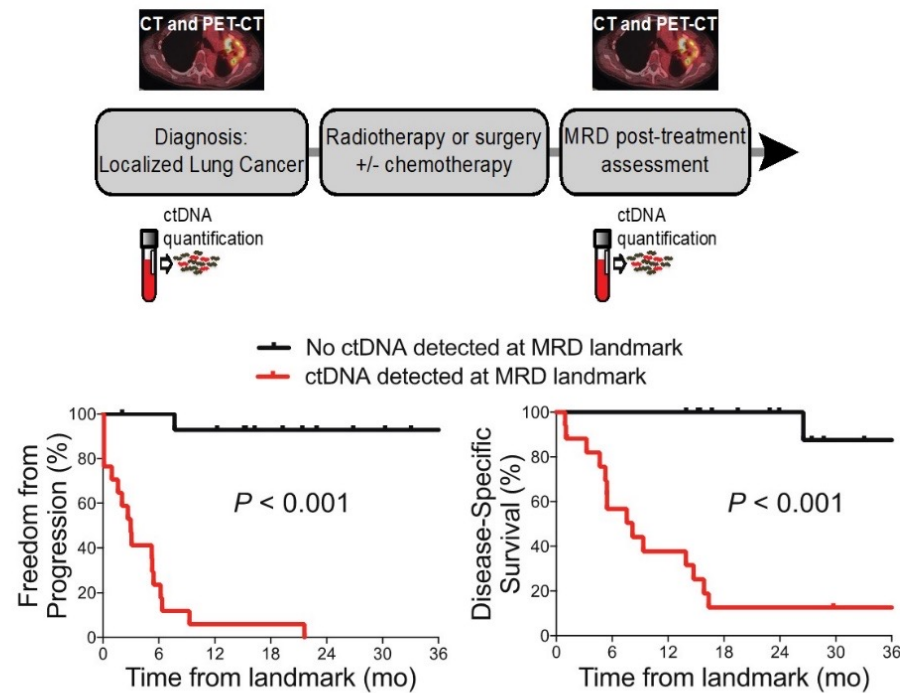 CT and PET-CT
CT and PET-CT
Diagnosis:
Localized Lung Cancer
Radiotherapy or surgery
+/- chemotherapy
MRD post-treatment
assessment
ctDNA
quantification
ctDNA
quantification
No ctDNA detected at MRD landmark
ctDNA detected at MRD landmark
Freedom from
Progression (%)
100
80
60
40
20
0
P < 0.001
0
6
12
18
24
30
36
Time from landmark (mo)
Disease-Specific
Survival (%)
100
80
60
40
20
0
P < 0.001
0
6
14
18
24
30
36
Time from landmark (mo)